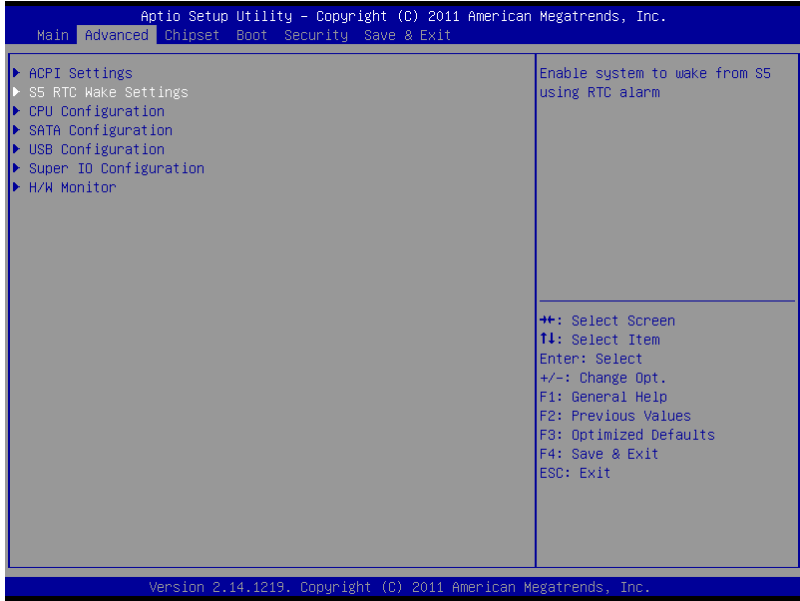 Aptio Setup Utility – Copyright (C) 2011 American Megatrends, Inc.
Main Advanced Chipset Boot Security Save & Exit
ACPI Settings
S5 RTC Wake Settings
CPU Configuration
SATA Configuration
USB Configuration
Super IO Configuration
H/W Monitor
Enable system to wake from S5
using RTC alarm
→←: Select Screen
↑↓: Select Item
Enter: Select
+/-: Change Opt.
F1: General Help
F2: Previous Values
F3: Optimized Defaults
F4: Save & Exit
ESC: Exit
Version 2.14.1219. Copyright (C) 2011 American Megatrends, Inc.